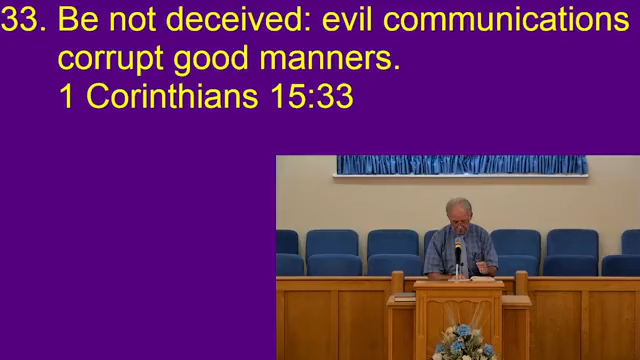 33. Be not deceived: evil communications
corrupt good manners.
1 Corinthians 15:33